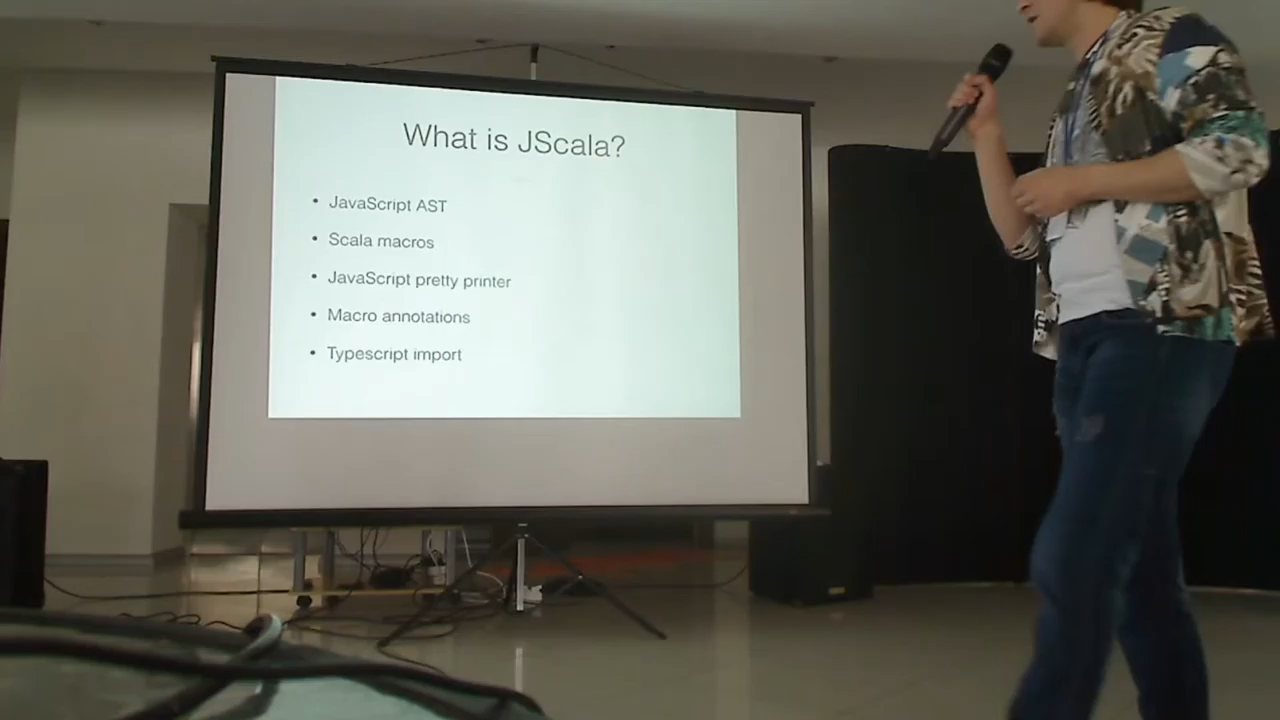 What is JScala?
• JavaScript AST
• Scala macros
• JavaScript pretty printer
• Macro annotations
• Typescript import